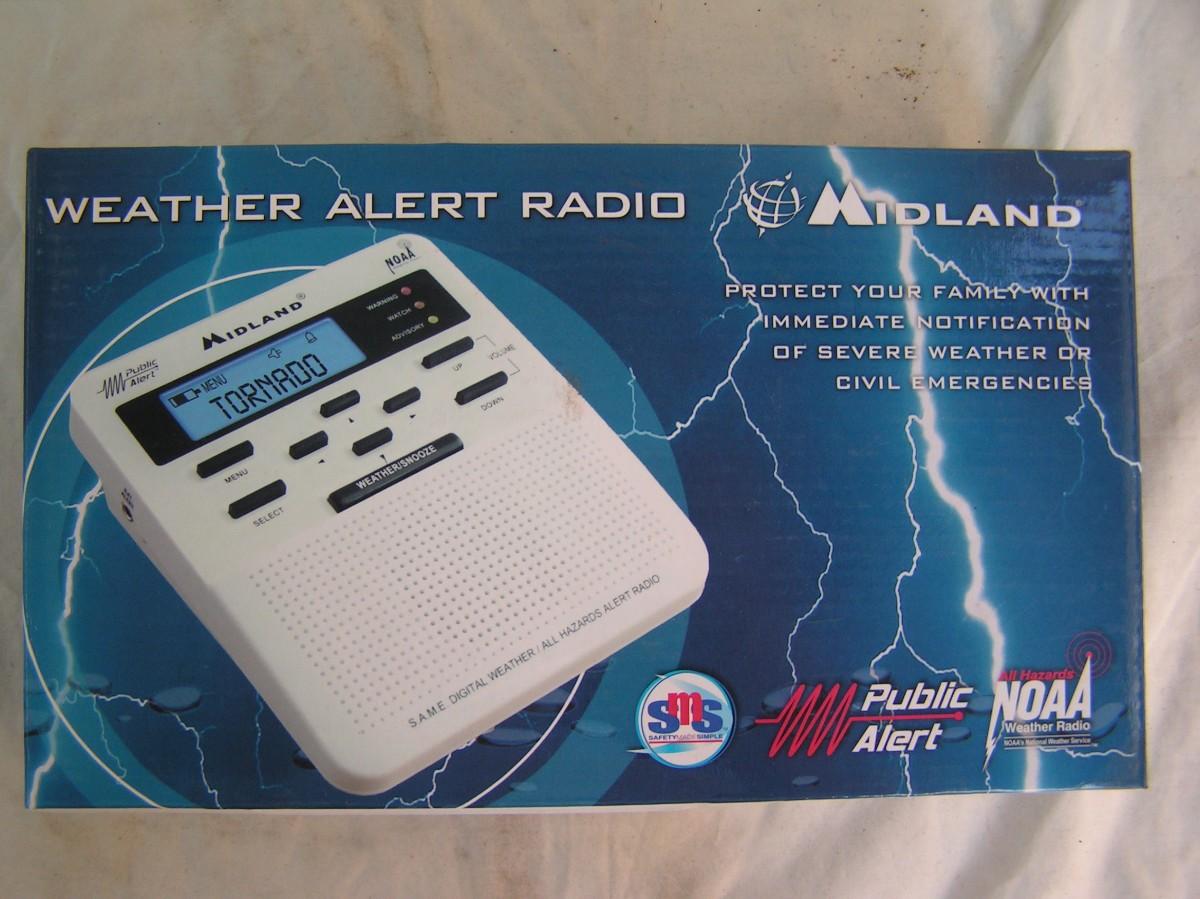 WEATHER ALERT RADIO
MIDLAND
PROTECT YOUR FAMILY WITH
IMMEDIATE NOTIFICATION
OF SEVERE WEATHER OR
CIVIL EMERGENCIES
NOAA
MIDLAND®
Public
Alert
WARNING
WATCH
ADVISORY
MENU
TORNADO
VOLUME
UP
DOWN
MENU
SELECT
WEATHER/SNOOZE
S.A.M.E. DIGITAL WEATHER / ALL HAZARDS ALERT RADIO
sms
SAFETY MADE SIMPLE
Public
Alert
All Hazards
NOAA
Weather Radio
NOAA's National Weather Service